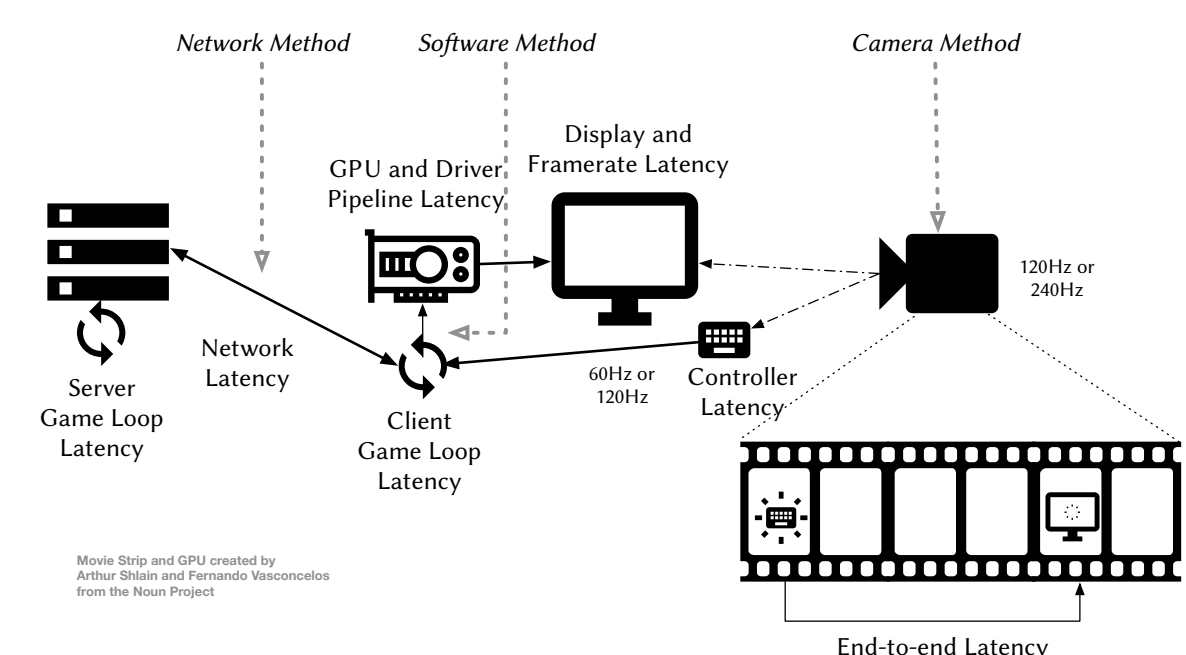 Network Method
Software Method
Camera Method
Display and
Framerate Latency
GPU and Driver
Pipeline Latency
120Hz or
240Hz
Network
Latency
60Hz or
120Hz
Controller
Latency
Server
Game Loop
Latency
Client
Game Loop
Latency
Movie Strip and GPU created by
Arthur Shlain and Fernando Vasconcelos
from the Noun Project
End-to-end Latency